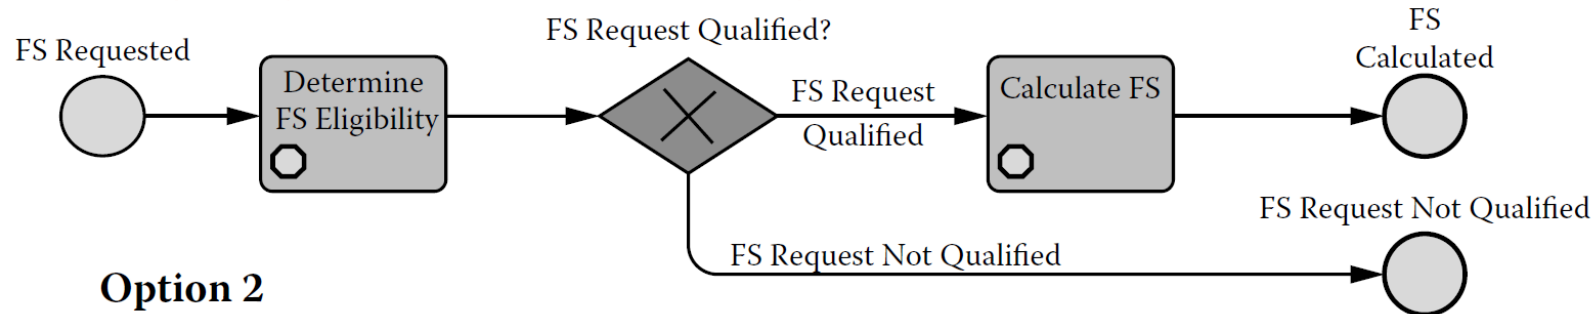 FS Requested
Determine
FS Eligibility
FS Request Qualified?
FS Request
Qualified
Calculate FS
FS
Calculated
FS Request Not Qualified
FS Request Not Qualified
Option 2